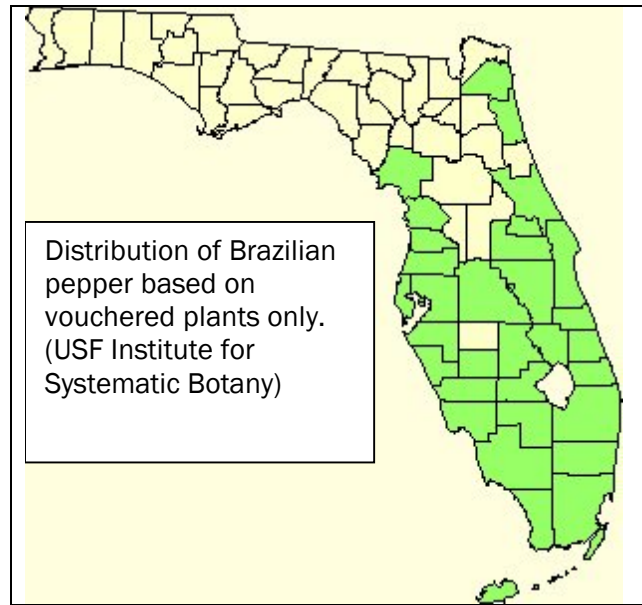 Distribution of Brazilian
pepper based on
vouchered plants only.
(USF Institute for
Systematic Botany)